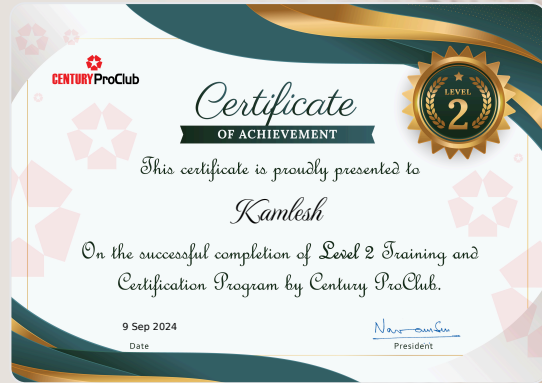 CENTURY ProClub
Certificate
OF ACHIEVEMENT
LEVEL
2
This certificate is proudly presented to
Kamlesh
On the successful completion of Level 2 Training and
Certification Program by Century ProClub.
9 Sep 2024
Date
President